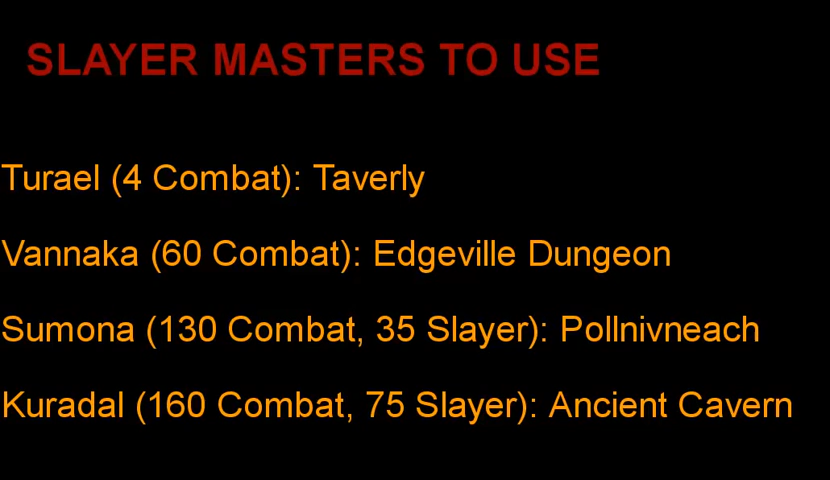 SLAYER MASTERS TO USE
Turael (4 Combat): Taverly
Vannaka (60 Combat): Edgeville Dungeon
Sumona (130 Combat, 35 Slayer): Pollnivneach
Kuradal (160 Combat, 75 Slayer): Ancient Cavern